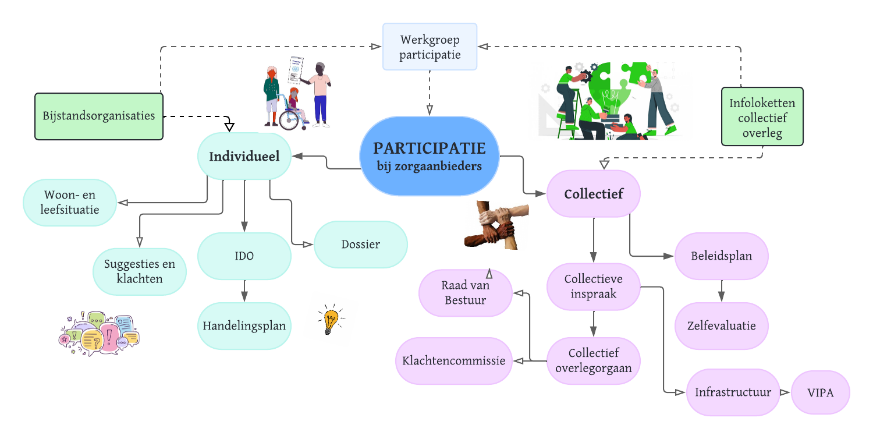 Werkgroep
participatie
Bijstandsorganisaties
Infoloketten
collectief
overleg
PARTICIPATIE
bij zorgaanbieders
Individueel
Collectief
Woon- en
leefsituatie
Suggesties en
klachten
IDO
Dossier
Handelingsplan
Raad van
Bestuur
Collectieve
inspraak
Beleidsplan
Zelfevaluatie
Klachtencommissie
Collectief
overlegorgaan
Infrastructuur
VIPA